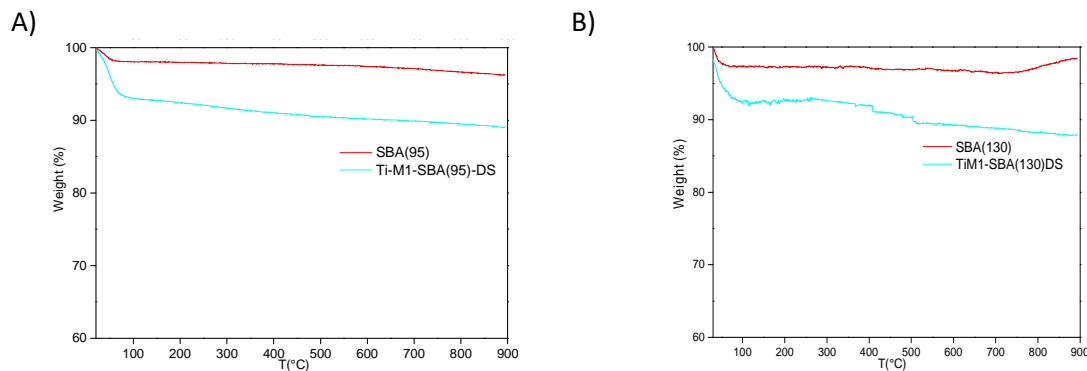 A)
100
90
80
70
60
Weight (%)
SBA(95)
Ti-M1-SBA(95)-DS
100 200 300 400 500 600 700 800 900
T(°C)
B)
100
90
80
70
60
Weight (%)
SBA(130)
TiM1-SBA(130)DS
100 200 300 400 500 600 700 800 900
T(°C)